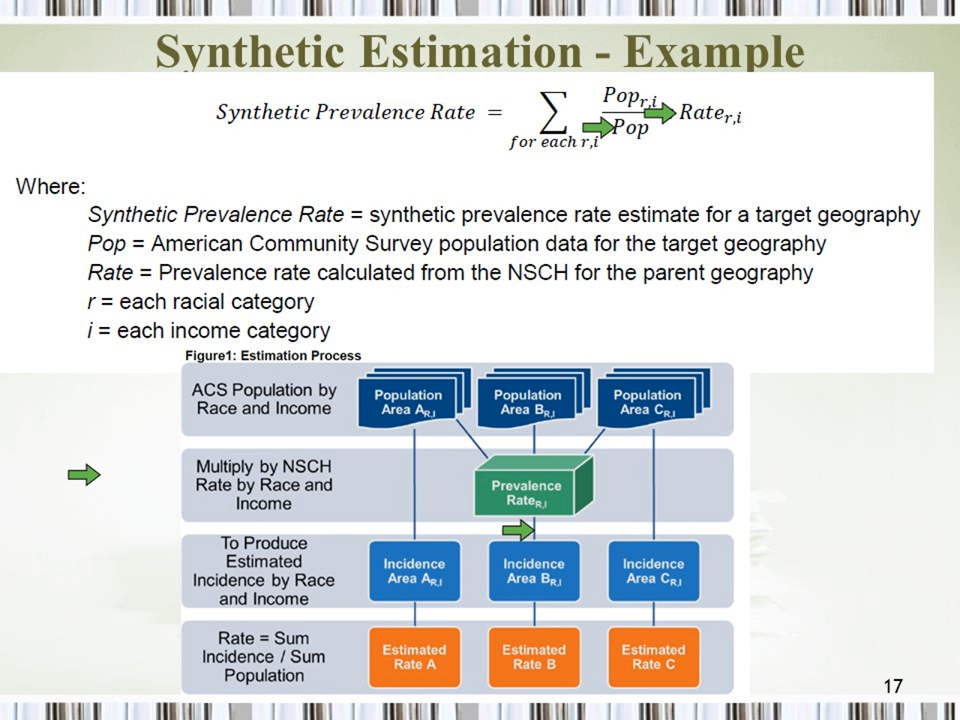 Synthetic Estimation - Example
Synthetic Prevalence Rate = ∑ for each r,i Pop r,i / Pop Rate r,i
Where:
Synthetic Prevalence Rate = synthetic prevalence rate estimate for a target geography
Pop = American Community Survey population data for the target geography
Rate = Prevalence rate calculated from the NSCH for the parent geography
r = each racial category
i = each income category
Figure1: Estimation Process
ACS Population by
Race and Income
Population
Area A R,I
Population
Area B R,I
Population
Area C R,I
Multiply by NSCH
Rate by Race and
Income
Prevalence
Rate R,I
To Produce
Estimated
Incidence by Race
and Income
Incidence
Area A R,I
Incidence
Area B R,I
Incidence
Area C R,I
Rate = Sum
Incidence / Sum
Population
Estimated
Rate A
Estimated
Rate B
Estimated
Rate C
17